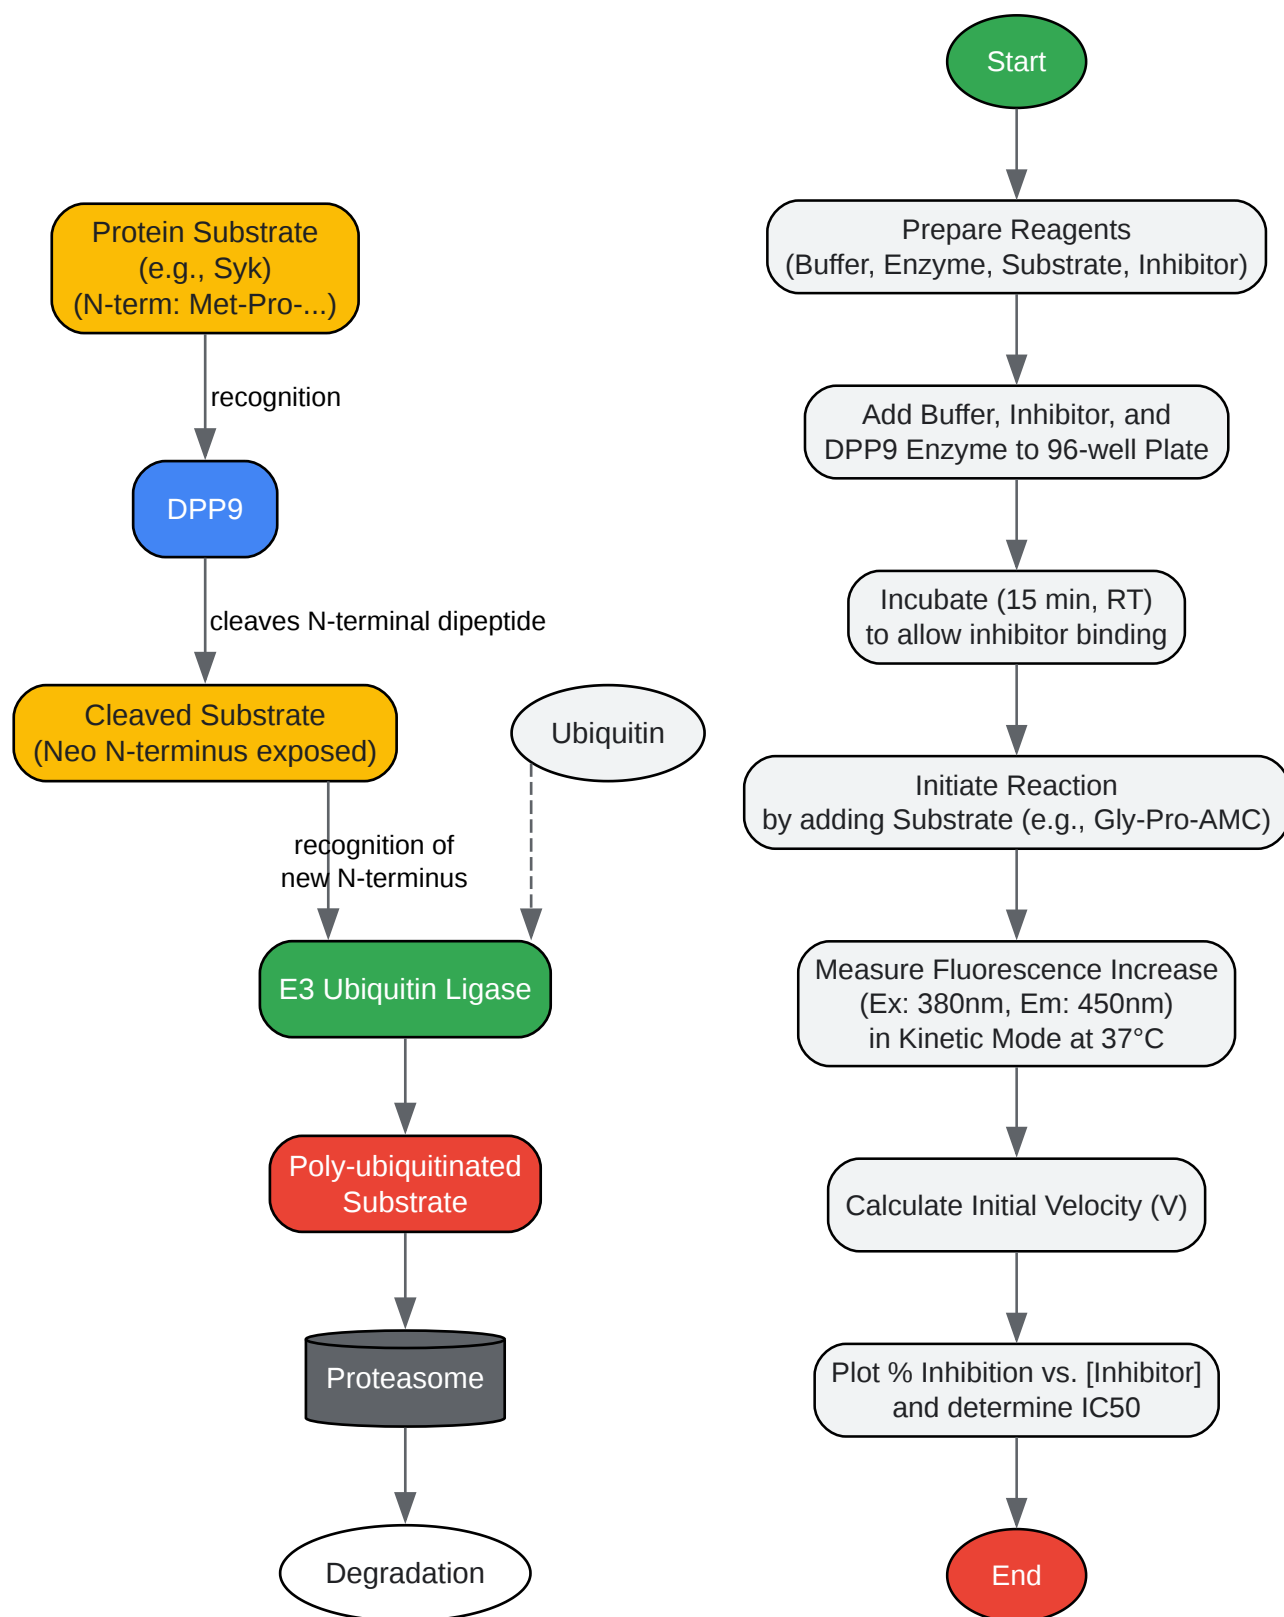 Protein Substrate
(e.g., Syk)
(N-term: Met-Pro-...)
recognition
DPP9
cleaves N-terminal dipeptide
Cleaved Substrate
(Neo N-terminus exposed)
Ubiquitin
recognition of
new N-terminus
E3 Ubiquitin Ligase
Poly-ubiquitinated
Substrate
Proteasome
Degradation
Start
Prepare Reagents
(Buffer, Enzyme, Substrate, Inhibitor)
Add Buffer, Inhibitor, and
DPP9 Enzyme to 96-well Plate
Incubate (15 min, RT)
to allow inhibitor binding
Initiate Reaction
by adding Substrate (e.g., Gly-Pro-AMC)
Measure Fluorescence Increase
(Ex: 380nm, Em: 450nm)
in Kinetic Mode at 37°C
Calculate Initial Velocity (V)
Plot % Inhibition vs. [Inhibitor]
and determine IC50
End